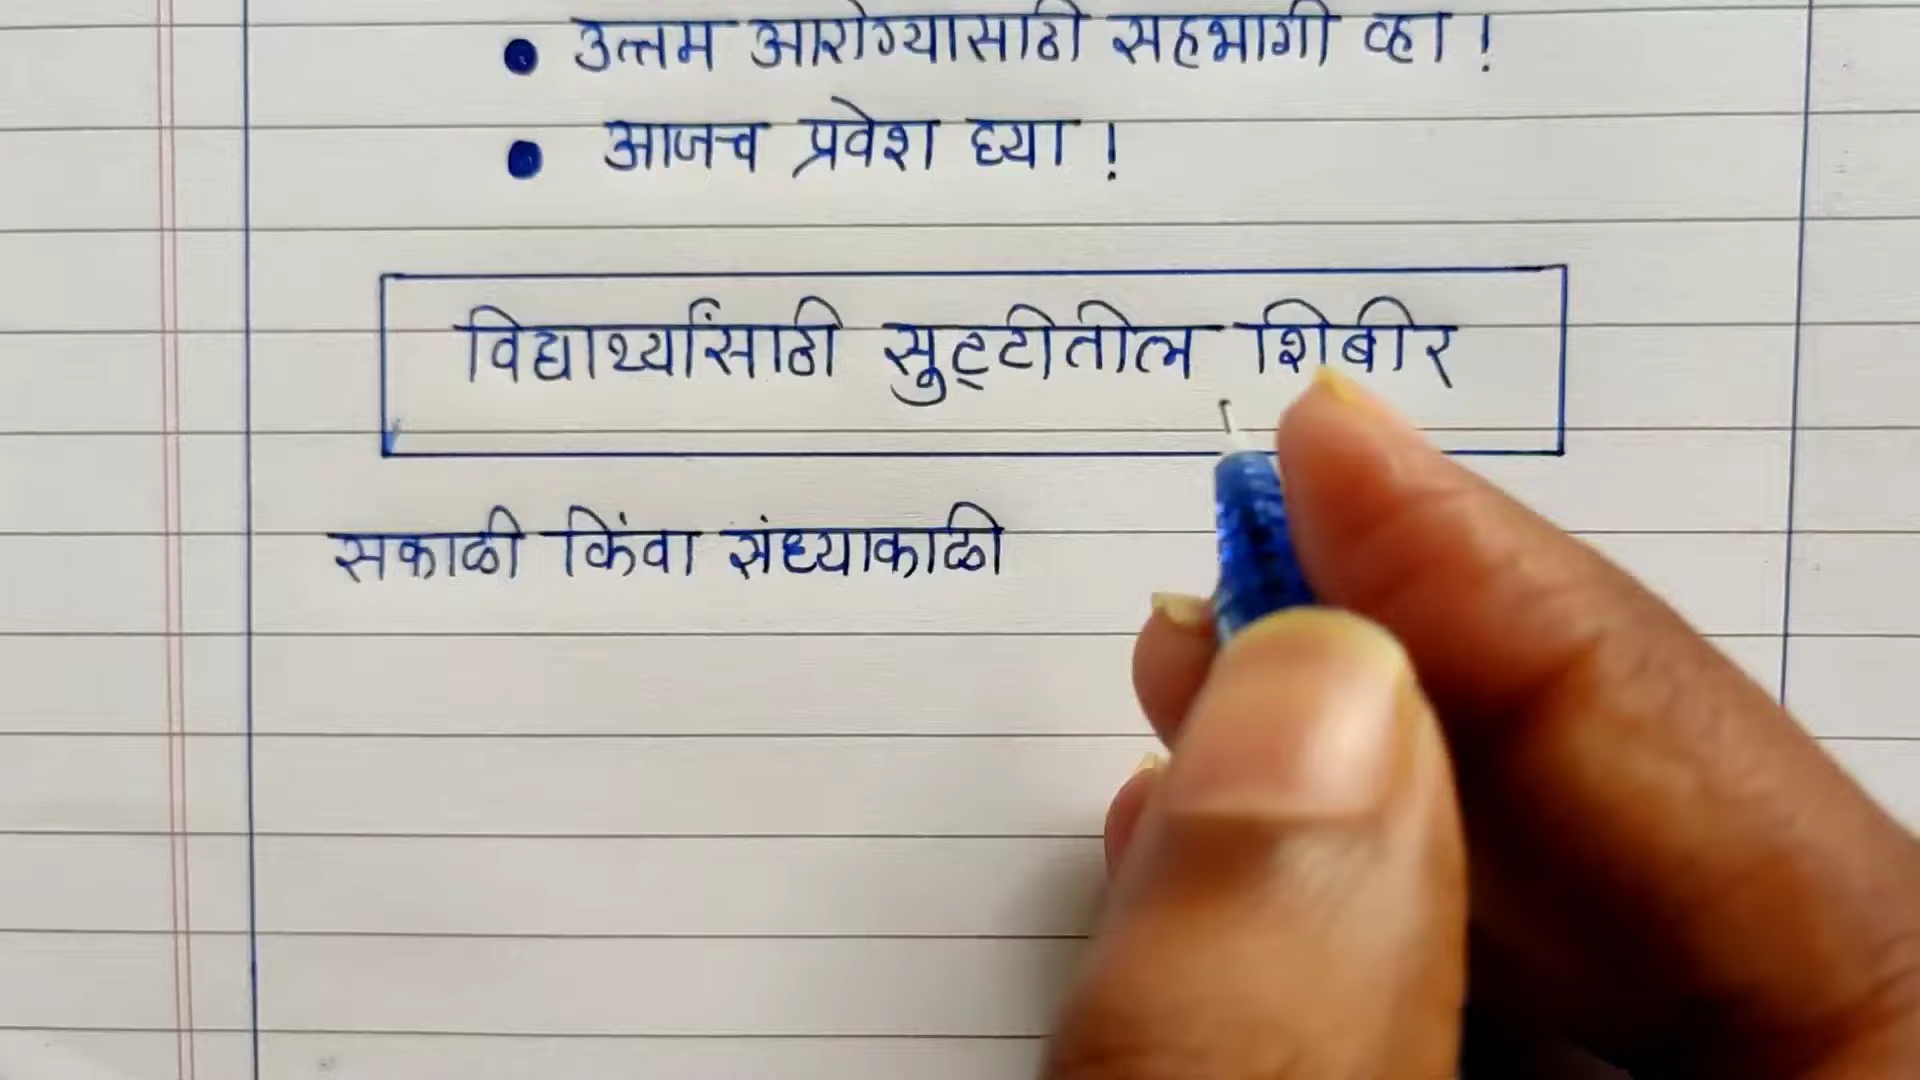 • उत्तम आरोग्यासाठी सहभागी व्हा !
• आजच प्रवेश घ्या !
विद्यार्थ्यांसाठी सुट्टीतील शिबीर
सकाळी किंवा संध्याकाळी